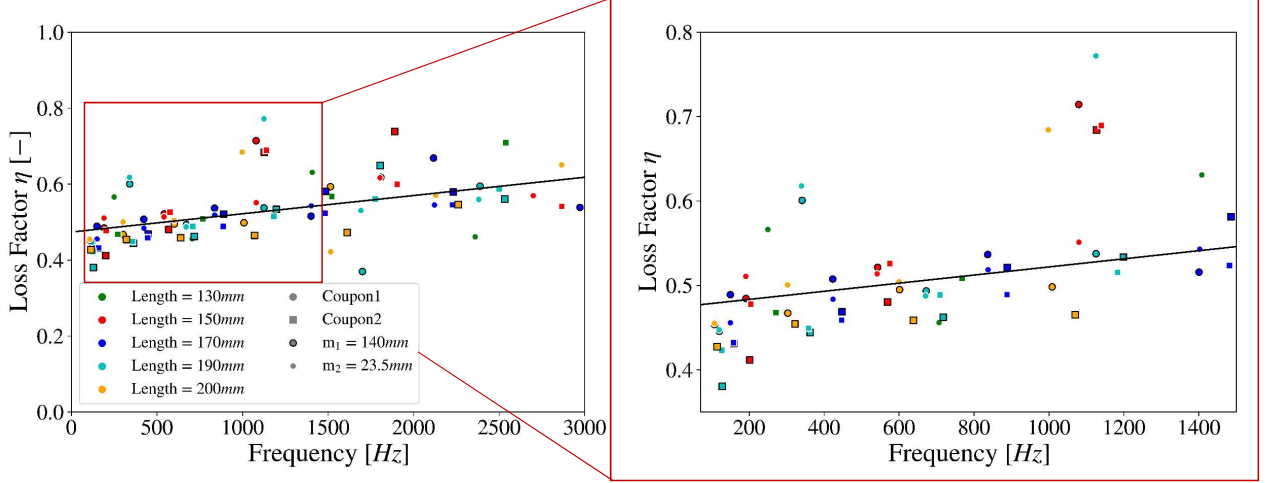 1.0
0.8
0.6
0.4
0.2
0.0
Loss Factor η [−]
0
500
1000
1500
2000
2500
3000
Frequency [Hz]
Length = 130mm
Length = 150mm
Length = 170mm
Length = 190mm
Length = 200mm
Coupon1
Coupon2
m₁ = 140mm
m₂ = 23.5mm
0.8
0.7
0.6
0.5
0.4
Loss Factor η
200
400
600
800
1000
1200
1400
Frequency [Hz]